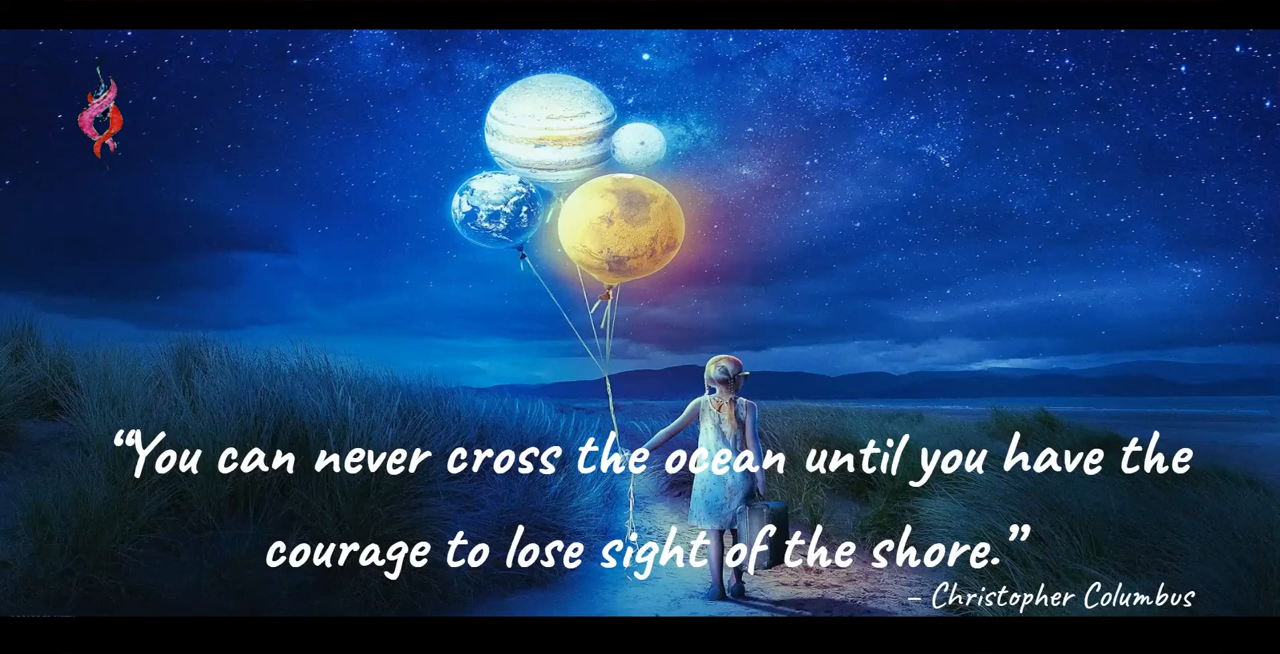 “You can never cross the ocean until you have the
courage to lose sight of the shore.”
– Christopher Columbus